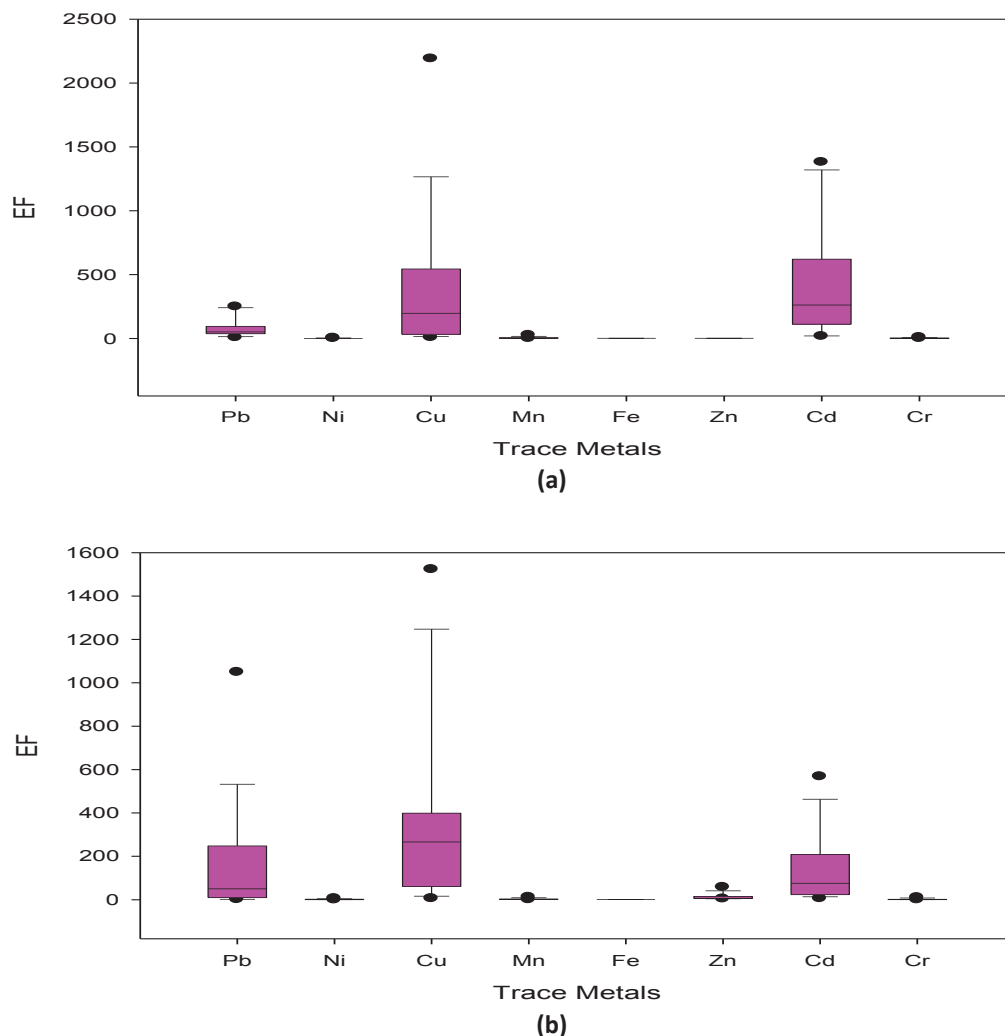 2500
2000
1500
1000
500
0
EF
Pb Ni Cu Mn Fe Zn Cd Cr
Trace Metals
(a)
1600
1400
1200
1000
800
600
400
200
0
EF
Pb Ni Cu Mn Fe Zn Cd Cr
Trace Metals
(b)